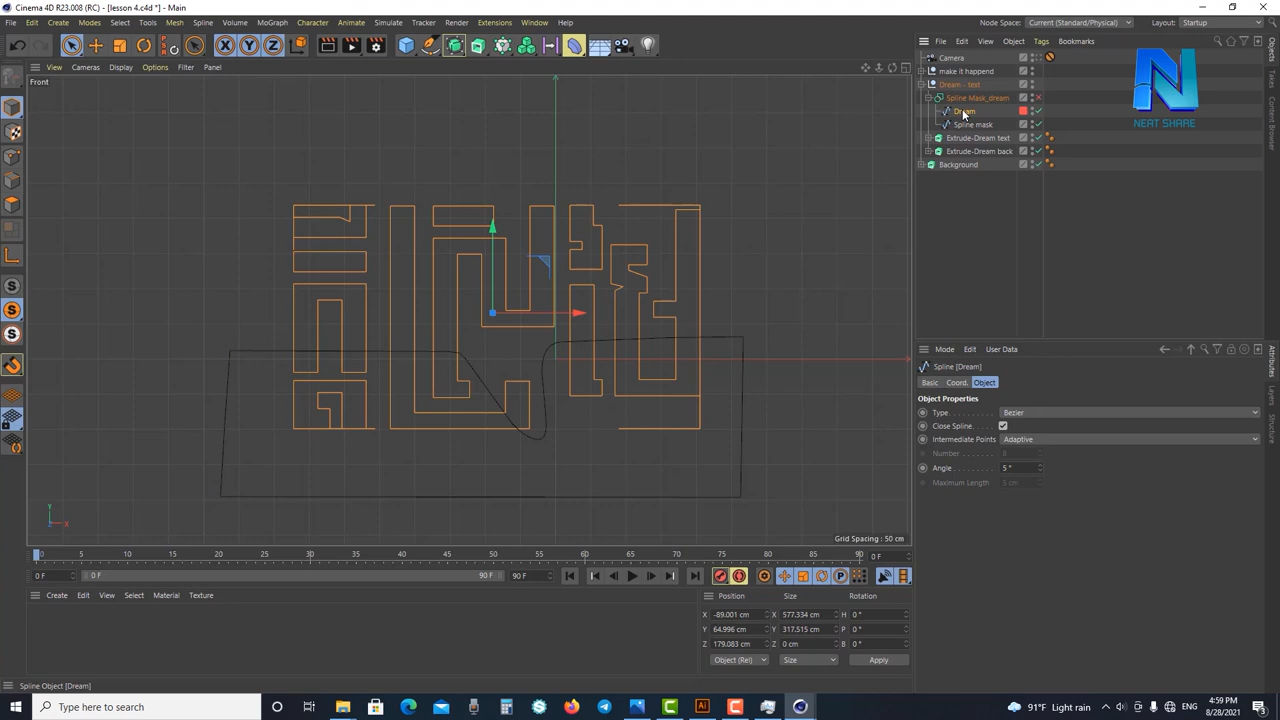 Cinema 4D R23.008 (RC) - [lesson 4.c4d *] - Main
File Edit Create Modes Select Tools Mesh Spline Volume MoGraph Character Animate Simulate Tracker Render Extensions Window Help
Node Space: Current (Standard/Physical) Layout: Startup
View Cameras Display Options Filter Panel
Front
File Edit View Object Tags Bookmarks
Camera
make it happend
Dream - text
Spline Mask_dream
Dream
Spline mask
Extrude-Dream text
Extrude-Dream back
Background
NEAT SHARE
Objects
Takes
Content Browser
Mode Edit User Data
Spline [Dream]
Basic Coord. Object
Object Properties
Type Bezier
Close Spline
Intermediate Points Adaptive
Number 8
Angle 5 °
Maximum Length 5 cm
Attributes
Layers
Structure
Y
Z X
Grid Spacing : 50 cm
0 5 10 15 20 25 30 35 40 45 50 55 60 65 70 75 80 85 90 0 F
0 F 0 F 90 F 90 F
Create Edit View Select Material Texture
Position Size Rotation
X -89.001 cm X 577.334 cm H 0 °
Y 64.996 cm Y 317.515 cm P 0 °
Z 179.083 cm Z 0 cm B 0 °
Object (Rel) Size Apply
Spline Object [Dream]
Type here to search
91°F Light rain
ENG
4:59 PM
8/28/2021